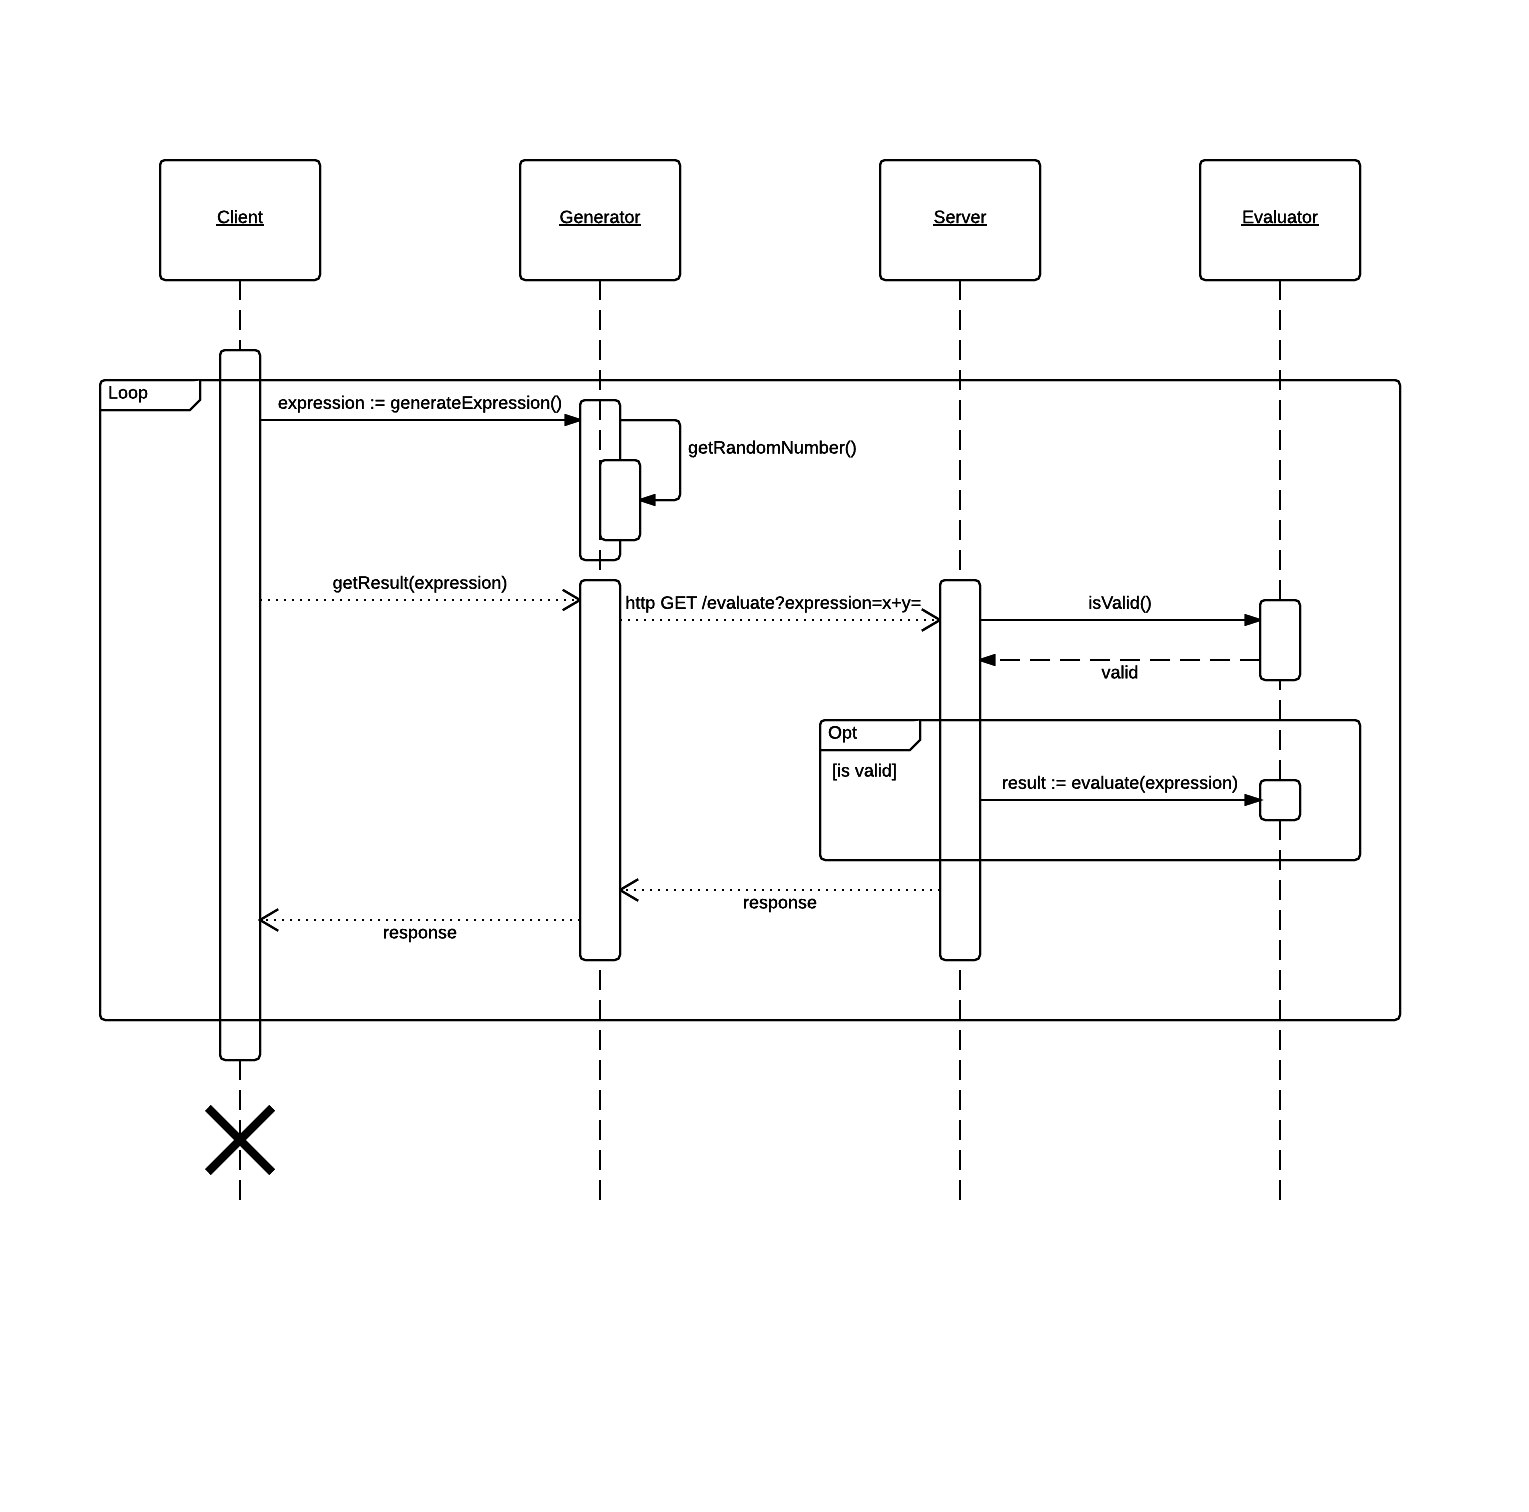 Client
Generator
Server
Evaluator
Loop
expression := generateExpression()
getRandomNumber()
getResult(expression)
http GET /evaluate?expression=x+y=
isValid()
valid
Opt
[is valid]
result := evaluate(expression)
response
response